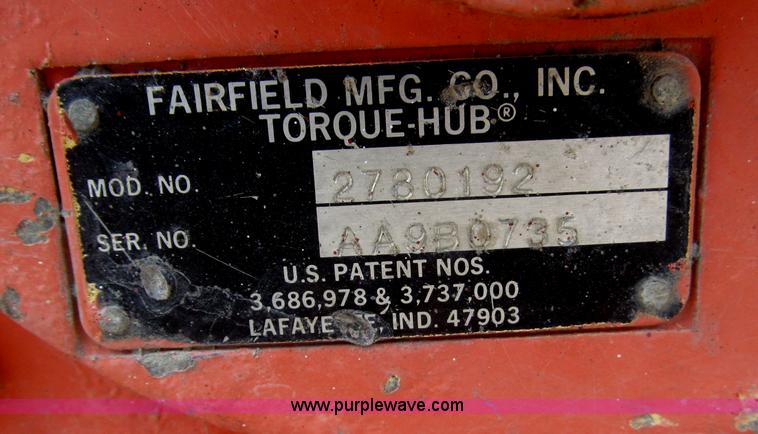 FAIRFIELD MFG. CO., INC.
TORQUE-HUB®
MOD. NO. 2780192
SER. NO. AA9B0735
U.S. PATENT NOS.
3,686,978 & 3,737,000
LAFAYETTE, IND. 47903
www.purplewave.com